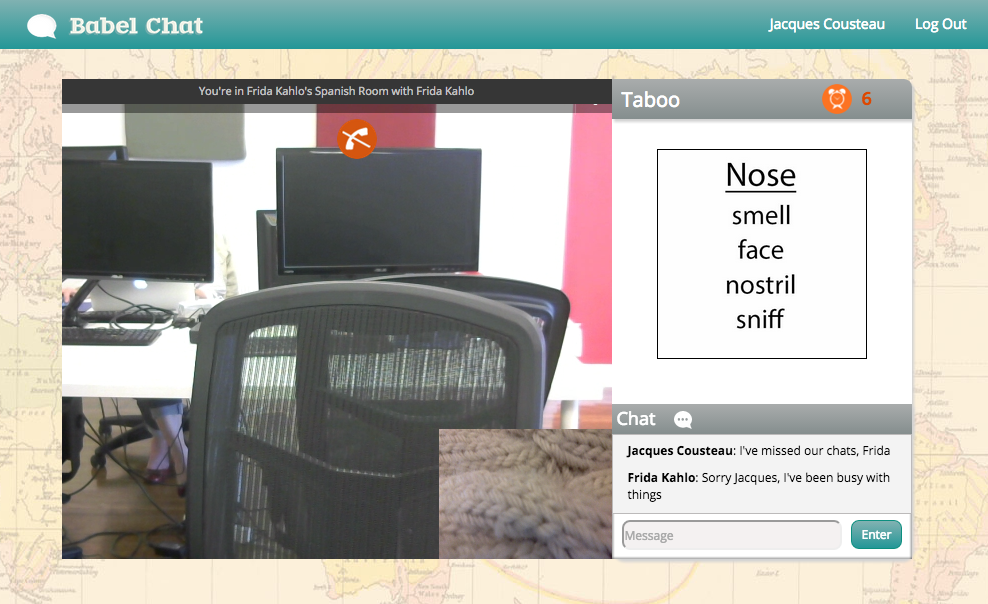 Babel Chat
Jacques Cousteau
Log Out
You're in Frida Kahlo's Spanish Room with Frida Kahlo
Taboo
6
Nose
smell
face
nostril
sniff
Chat
Jacques Cousteau: I've missed our chats, Frida
Frida Kahlo: Sorry Jacques, I've been busy with
things
Message
Enter
ASUS